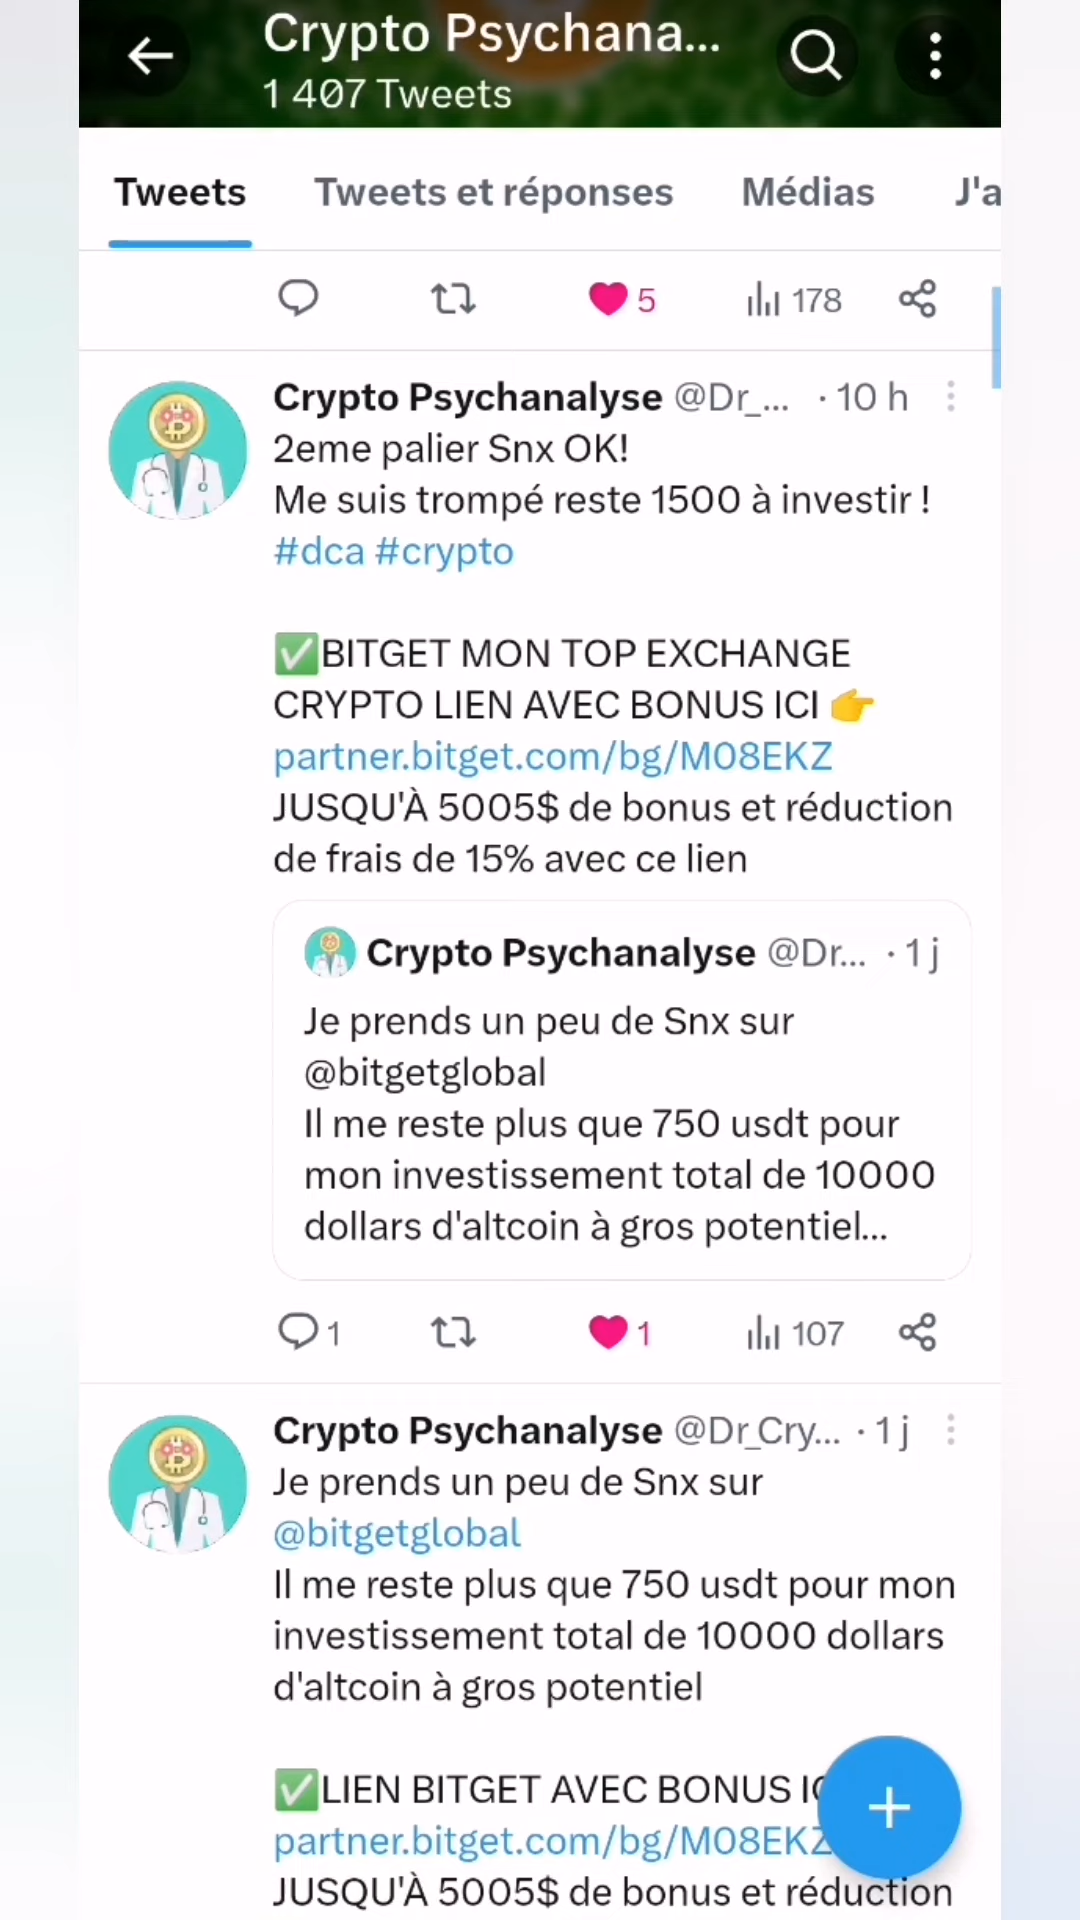 Crypto Psychana...
1 407 Tweets
Tweets Tweets et réponses Médias J'a
5 178
Crypto Psychanalyse @Dr_... · 10 h
2eme palier Snx OK!
Me suis trompé reste 1500 à investir !
#dca #crypto
✅BITGET MON TOP EXCHANGE
CRYPTO LIEN AVEC BONUS ICI 👉
partner.bitget.com/bg/M08EKZ
JUSQU'À 5005$ de bonus et réduction
de frais de 15% avec ce lien
Crypto Psychanalyse @Dr... · 1 j
Je prends un peu de Snx sur
@bitgetglobal
Il me reste plus que 750 usdt pour
mon investissement total de 10000
dollars d'altcoin à gros potentiel...
1 1 107
Crypto Psychanalyse @Dr_Cry... · 1 j
Je prends un peu de Snx sur
@bitgetglobal
Il me reste plus que 750 usdt pour mon
investissement total de 10000 dollars
d'altcoin à gros potentiel
✅LIEN BITGET AVEC BONUS
partner.bitget.com/bg/M08EKZ
JUSQU'À 5005$ de bonus et réduction